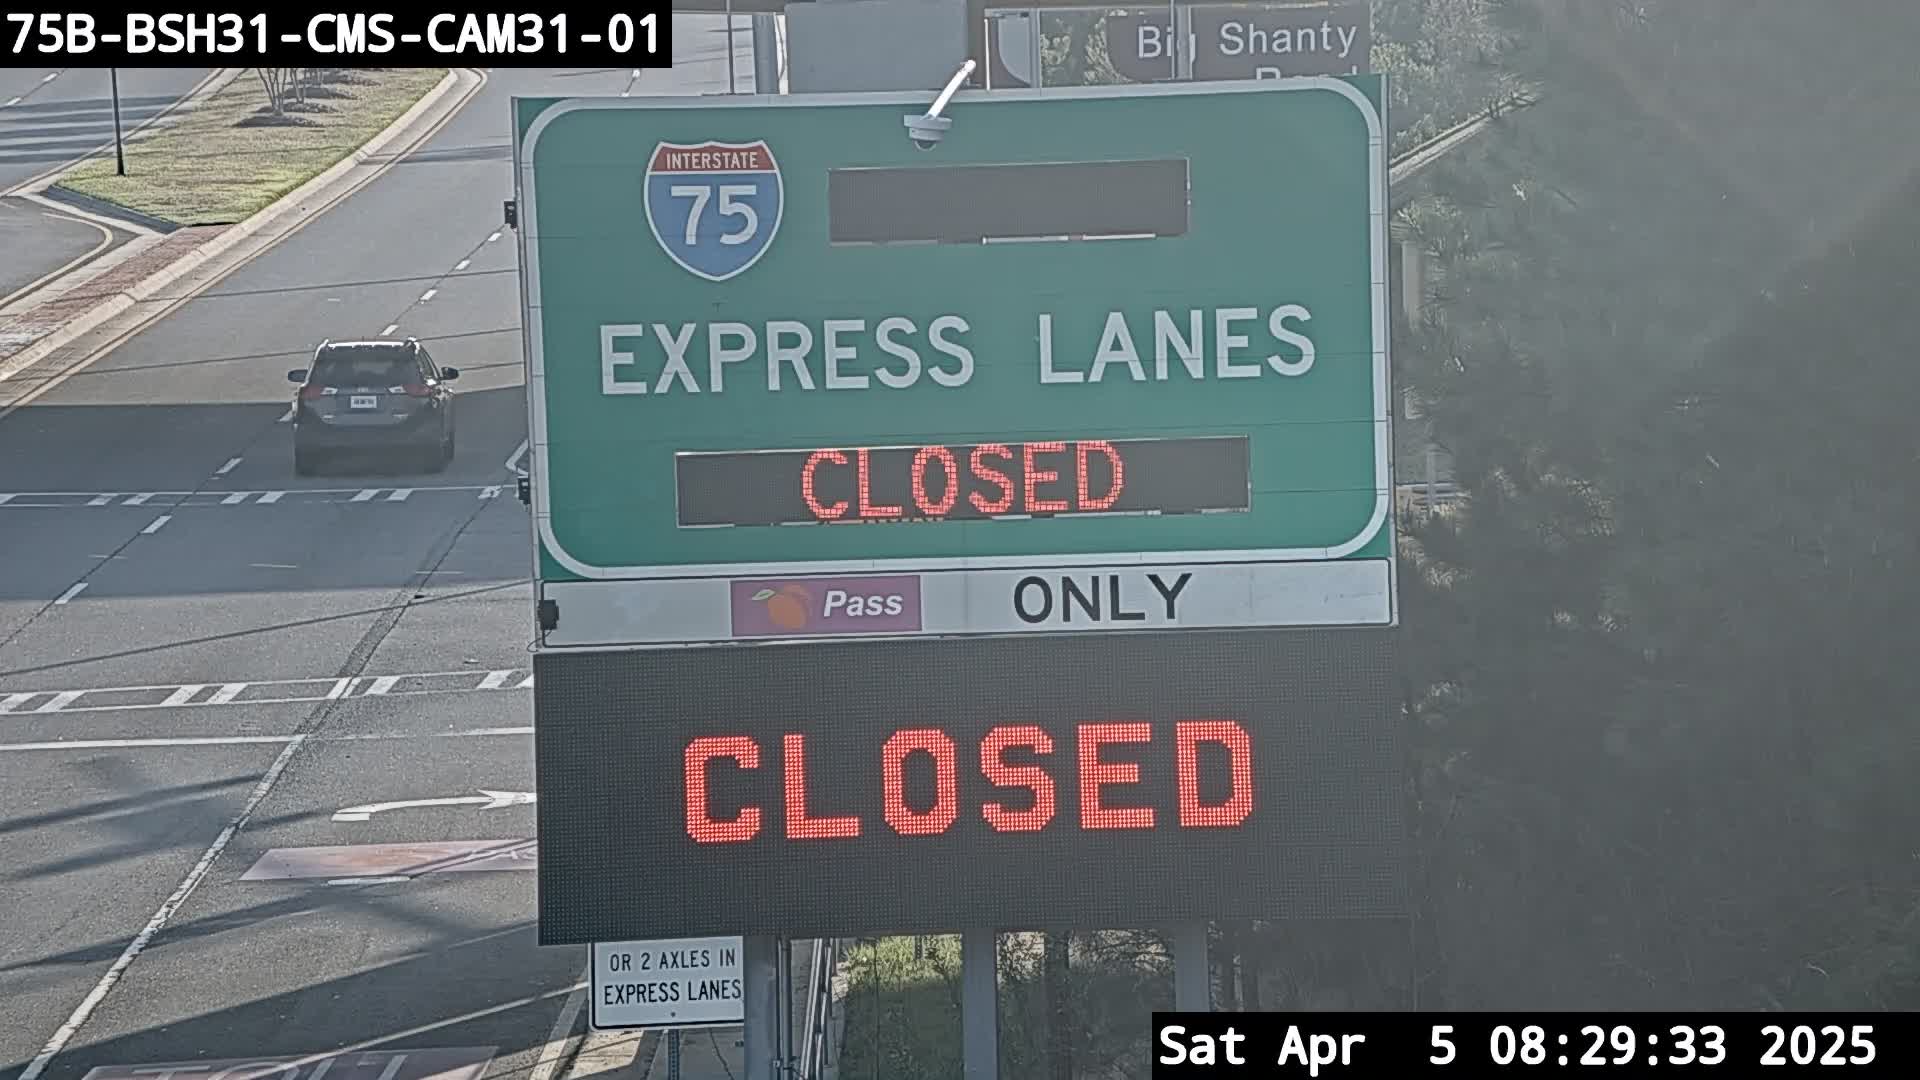 75B-BSH31-CMS-CAM31-01
Big Shanty
INTERSTATE
75
EXPRESS LANES
CLOSED
Pass ONLY
CLOSED
OR 2 AXLES IN
EXPRESS LANES
Sat Apr 5 08:29:33 2025